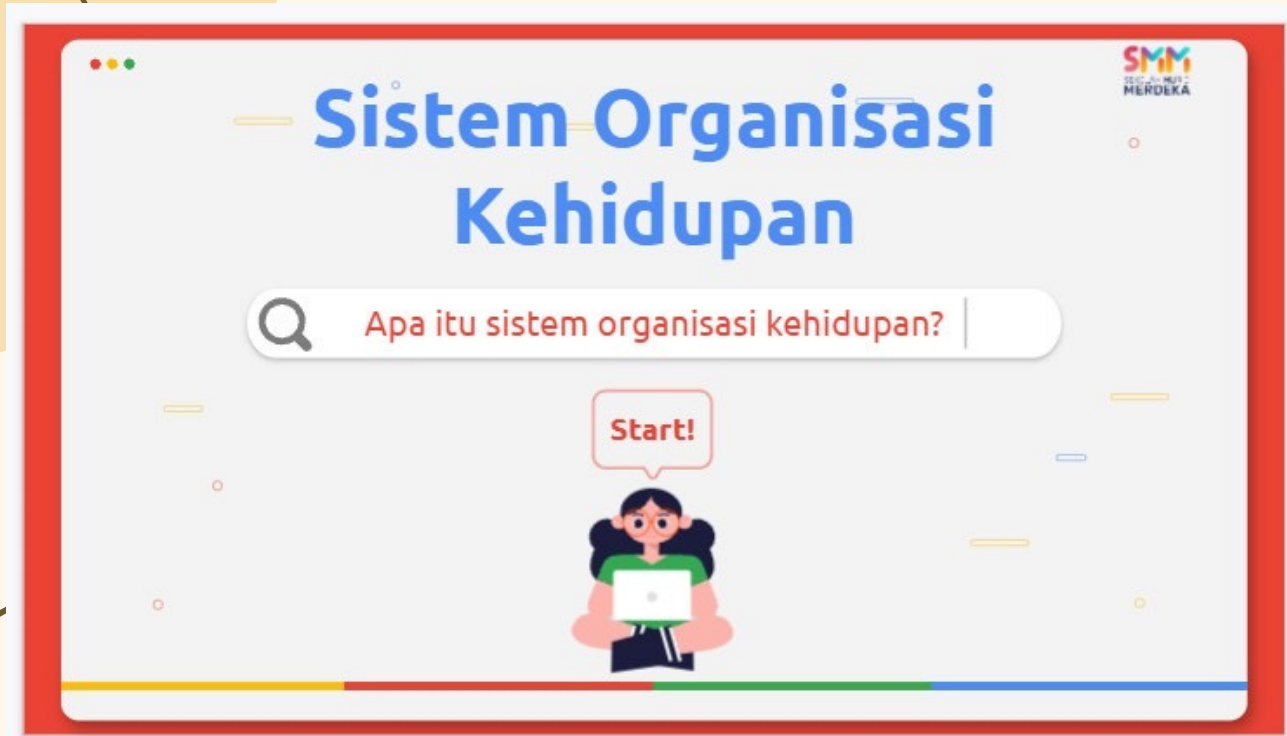 SMM
MERDEKA
Sistem Organisasi
Kehidupan
Apa itu sistem organisasi kehidupan?
Start!